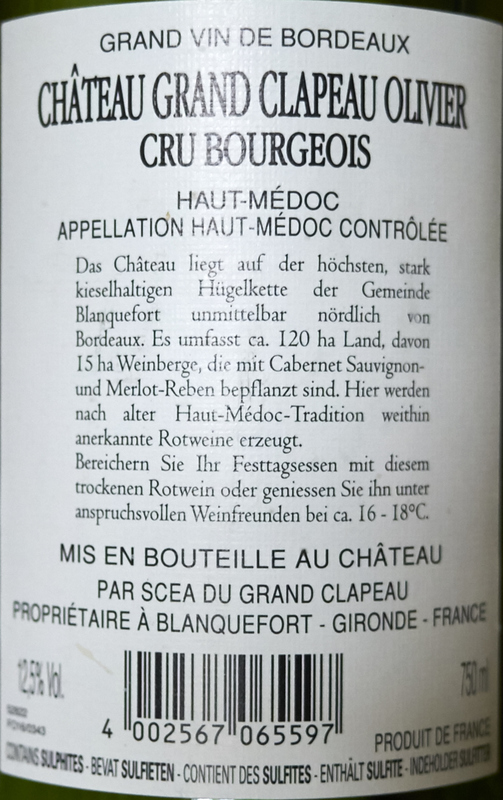 GRAND VIN DE BORDEAUX
CHÂTEAU GRAND CLAPEAU OLIVIER
CRU BOURGEOIS
HAUT-MÉDOC
APPELLATION HAUT-MÉDOC CONTRÔLÉE
Das Château liegt auf der höchsten, stark
kieselhaltigen Hügelkette der Gemeinde
Blanquefort unmittelbar nördlich von
Bordeaux. Es umfasst ca. 120 ha Land, davon
15 ha Weinberge, die mit Cabernet Sauvignon-
und Merlot-Reben bepflanzt sind. Hier werden
nach alter Haut-Médoc-Tradition weithin
anerkannte Rotweine erzeugt.
Bereichern Sie Ihr Festtagsessen mit diesem
trockenen Rotwein oder geniessen Sie ihn unter
anspruchsvollen Weinfreunden bei ca. 16 - 18°C.
MIS EN BOUTEILLE AU CHÂTEAU
PAR SCEA DU GRAND CLAPEAU
PROPRIÉTAIRE À BLANQUEFORT - GIRONDE - FRANCE
12,5% Vol.
750 ml
4 002567 065597
PRODUIT DE FRANCE
CONTAINS SULPHITES - BEVAT SULFIETEN - CONTIENT DES SULFITES - ENTHÄLT SULFITE - INDEHOLDER SULFITTER